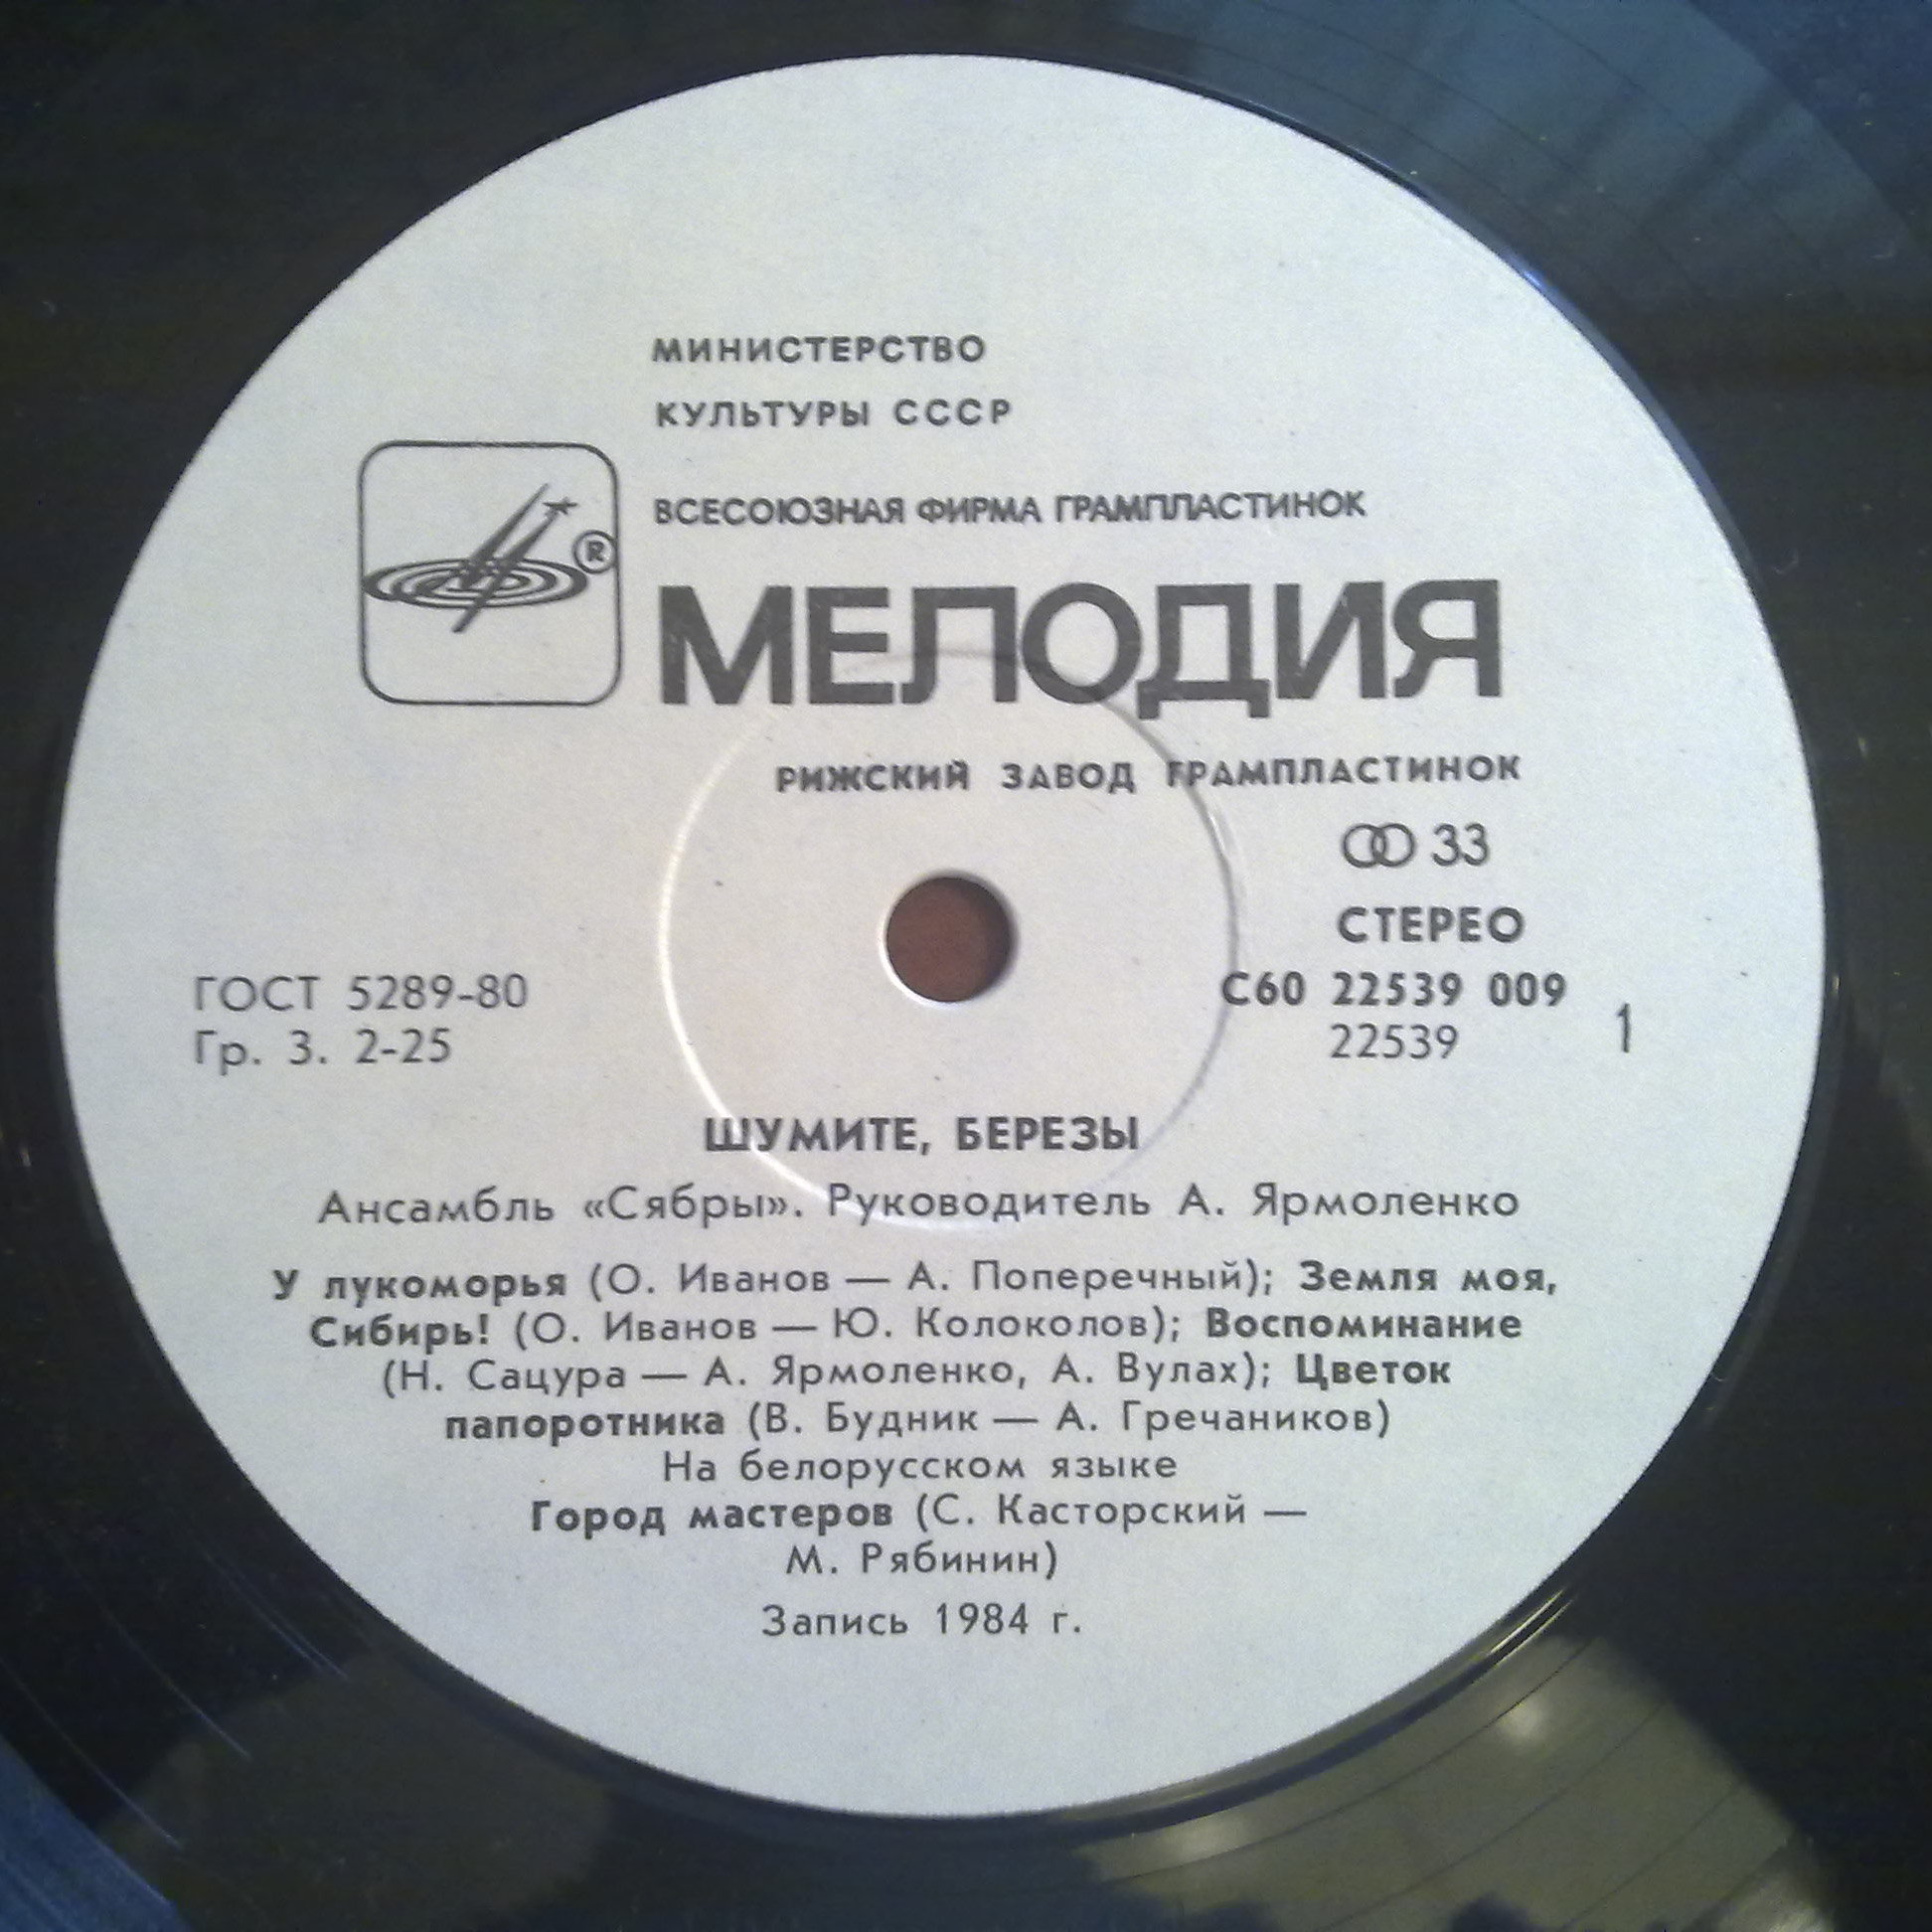 МИНИСТЕРСТВО
КУЛЬТУРЫ СССР
ВСЕСОЮЗНАЯ ФИРМА ГРАМПЛАСТИНОК
®
МЕЛОДИЯ
РИЖСКИЙ ЗАВОД ГРАМПЛАСТИНОК
33
СТЕРЕО
ГОСТ 5289-80
Гр. 3. 2-25
С60 22539 009
22539
1
ШУМИТЕ, БЕРЕЗЫ
Ансамбль «Сябры». Руководитель А. Ярмоленко
У лукоморья (О. Иванов — А. Поперечный); Земля моя,
Сибирь! (О. Иванов — Ю. Колоколов); Воспоминание
(Н. Сацура — А. Ярмоленко, А. Вулах); Цветок
папоротника (В. Будник — А. Гречаников)
На белорусском языке
Город мастеров (С. Касторский —
М. Рябинин)
Запись 1984 г.